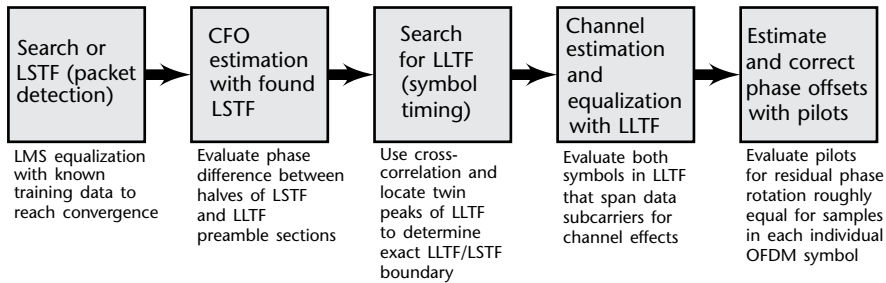 Search or
LSTF (packet
detection)
LMS equalization
with known
training data to
reach convergence
CFO
estimation
with found
LSTF
Evaluate phase
difference between
halves of LSTF
and LLTF
preamble sections
Search
for LLTF
(symbol
timing)
Use cross-
correlation and
locate twin
peaks of LLTF
to determine
exact LLTF/LSTF
boundary
Channel
estimation
and
equalization
with LLTF
Evaluate both
symbols in LLTF
that span data
subcarriers for
channel effects
Estimate
and correct
phase offsets
with pilots
Evaluate pilots
for residual phase
rotation roughly
equal for samples
in each individual
OFDM symbol